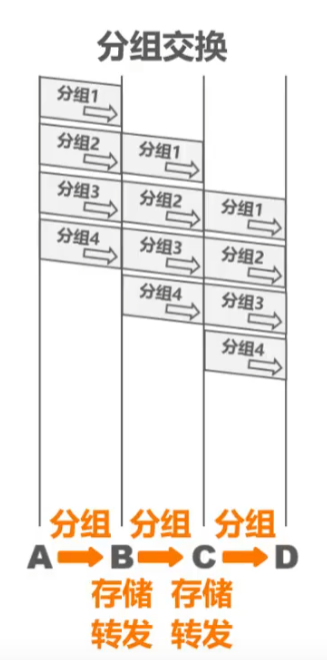 分组交换
分组1
分组2
分组1
分组3
分组2
分组1
分组4
分组3
分组2
分组4
分组3
分组4
分组 分组 分组
A B C D
存储 存储
转发 转发